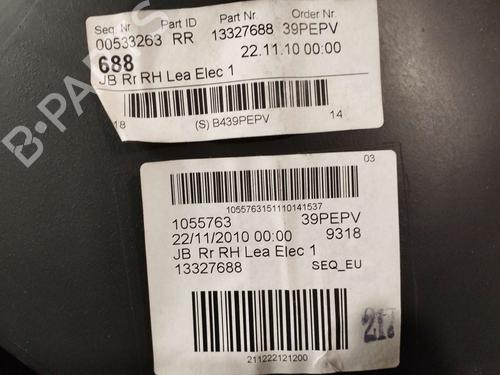 Seq. Nr Part ID Part Nr Order Nr
00533263 RR 13327688 39PEPV
688 22.11.10 00:00
JB Rr RH Lea Elec 1
18 (S) B439PEPV 14
03
1055763151110141537
1055763 39PEPV
22/11/2010 00:00 9318
JB Rr RH Lea Elec 1
13327688 SEQ_EU
217
211222121200
B-PARTS